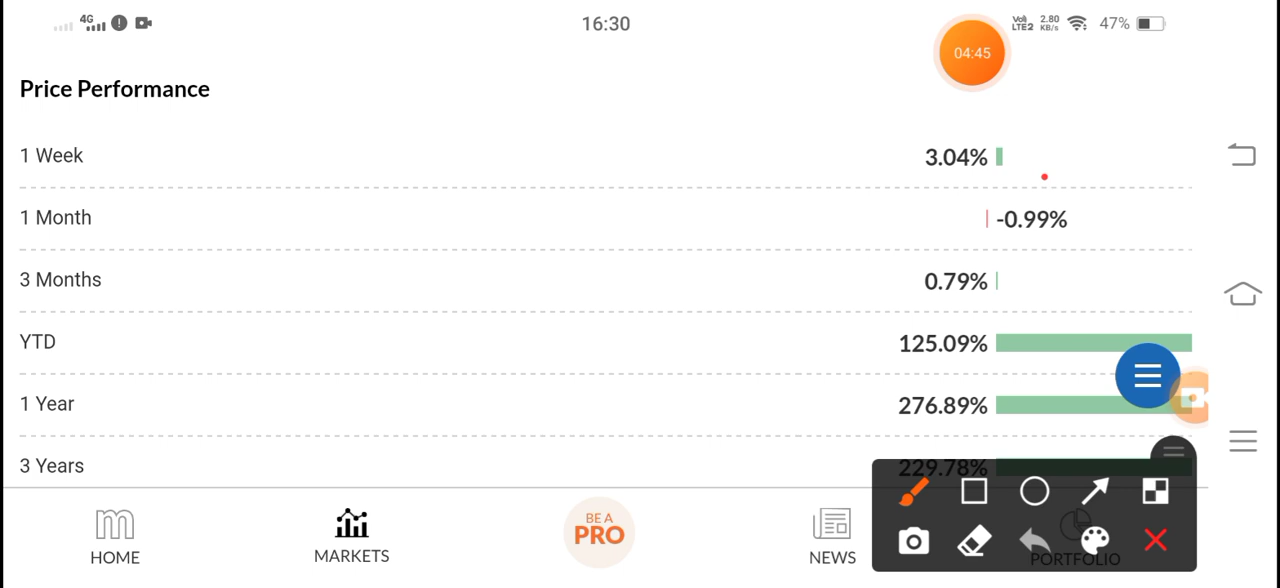 4G
16:30
04:45
VoLTE2 2.80 KB/s 47%
Price Performance
1 Week 3.04%
1 Month -0.99%
3 Months 0.79%
YTD 125.09%
1 Year 276.89%
3 Years 229.78%
HOME
MARKETS
BE A
PRO
NEWS
PORTFOLIO